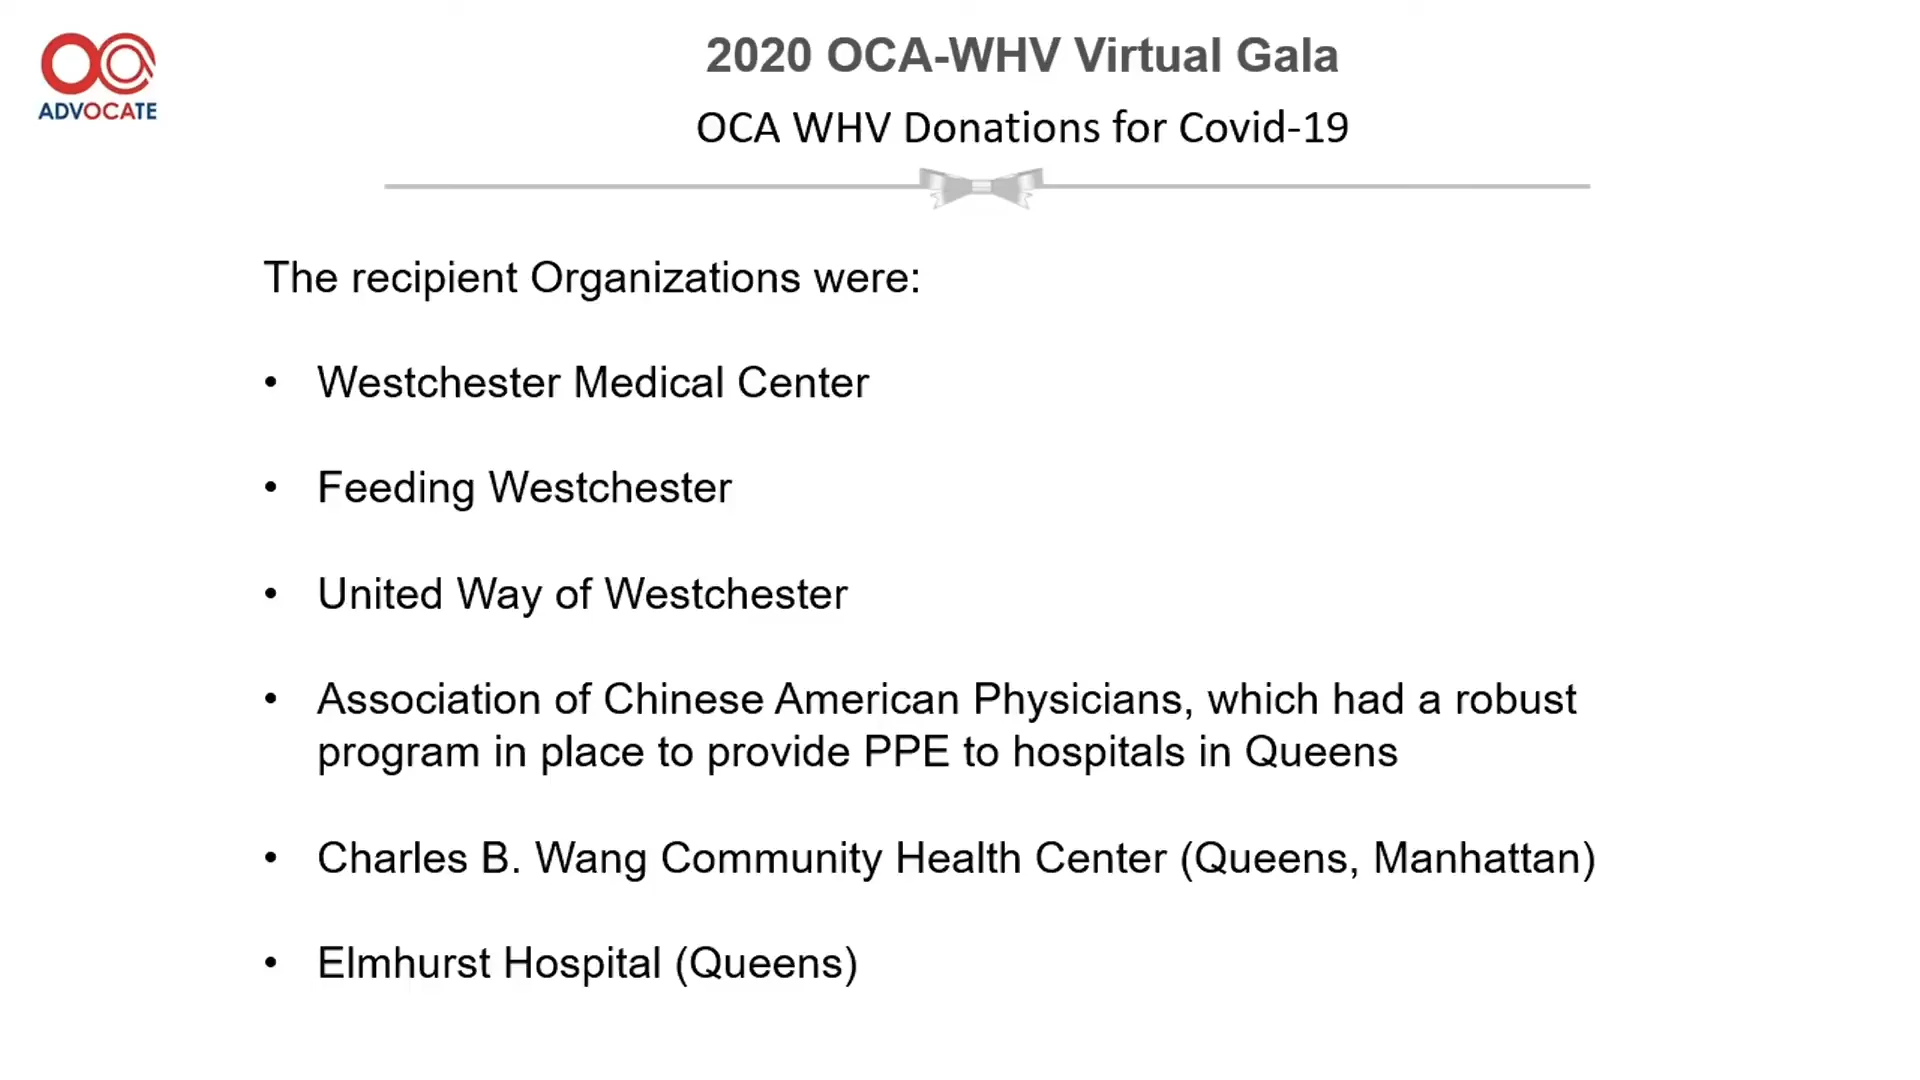 ADVOCATE
2020 OCA-WHV Virtual Gala
OCA WHV Donations for Covid-19
The recipient Organizations were:
• Westchester Medical Center
• Feeding Westchester
• United Way of Westchester
• Association of Chinese American Physicians, which had a robust
program in place to provide PPE to hospitals in Queens
• Charles B. Wang Community Health Center (Queens, Manhattan)
• Elmhurst Hospital (Queens)